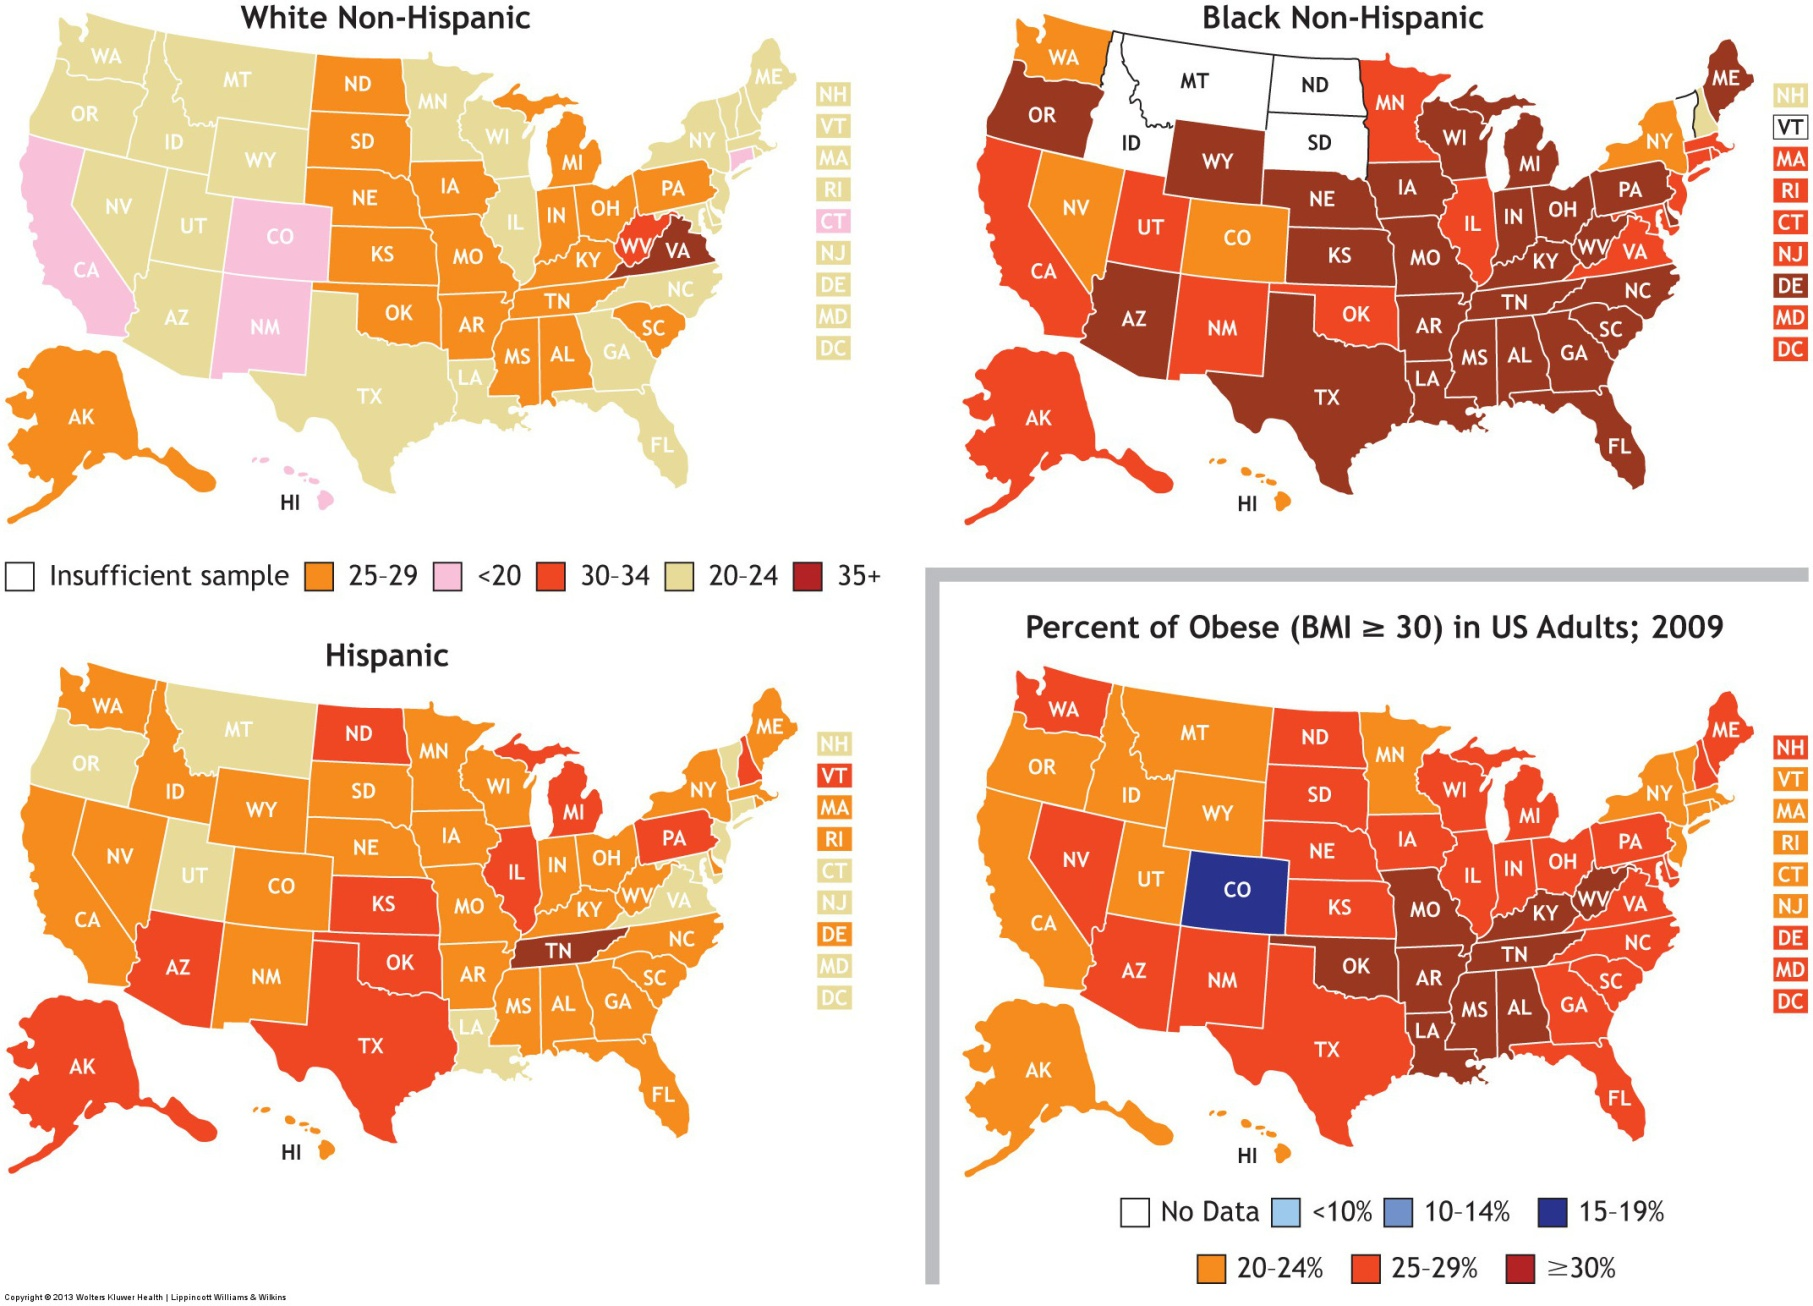 White Non-Hispanic
WA
MT
ND
MN
ME
OR
ID
SD
WI
NY
WY
MI
NE
IA
PA
NV
UT
CO
IL
IN
OH
CA
KS
MO
WV
VA
KY
AZ
NM
OK
AR
TN
NC
SC
MS
AL
GA
TX
LA
FL
AK
HI
NH
VT
MA
RI
CT
NJ
DE
MD
DC
Black Non-Hispanic
WA
MT
ND
MN
ME
OR
ID
SD
WI
NY
WY
MI
NE
IA
PA
NV
UT
CO
IL
IN
OH
CA
KS
MO
WV
VA
KY
AZ
NM
OK
AR
TN
NC
SC
MS
AL
GA
TX
LA
FL
AK
HI
NH
VT
MA
RI
CT
NJ
DE
MD
DC
Insufficient sample 25-29 <20 30-34 20-24 35+
Hispanic
WA
MT
ND
MN
ME
OR
ID
SD
WI
NY
WY
MI
NE
IA
PA
NV
UT
CO
IL
IN
OH
CA
KS
MO
WV
VA
KY
AZ
NM
OK
AR
TN
NC
SC
MS
AL
GA
TX
LA
FL
AK
HI
NH
VT
MA
RI
CT
NJ
DE
MD
DC
Percent of Obese (BMI ≥ 30) in US Adults; 2009
WA
MT
ND
MN
ME
OR
ID
SD
WI
NY
WY
MI
NE
IA
PA
NV
UT
CO
IL
IN
OH
CA
KS
MO
WV
VA
KY
AZ
NM
OK
AR
TN
NC
SC
MS
AL
GA
TX
LA
FL
AK
HI
NH
VT
MA
RI
CT
NJ
DE
MD
DC
No Data <10% 10-14% 15-19%
20-24% 25-29% ≥30%
Copyright © 2013 Wolters Kluwer Health | Lippincott Williams & Wilkins